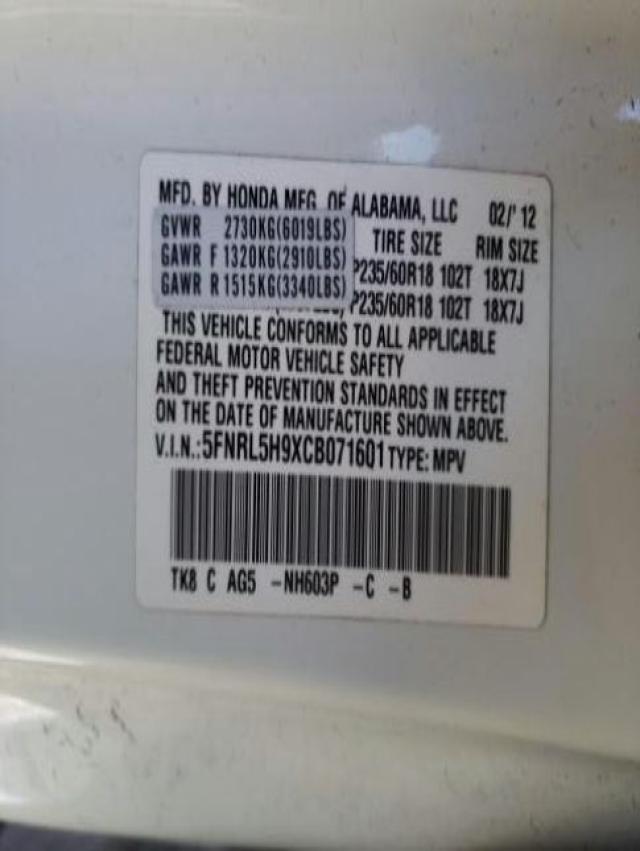 MFD. BY HONDA MFG. OF ALABAMA, LLC 02/'12
GVWR 2730KG(6019LBS) TIRE SIZE RIM SIZE
GAWR F 1320KG(2910LBS) P235/60R18 102T 18X7J
GAWR R 1515KG(3340LBS) P235/60R18 102T 18X7J
THIS VEHICLE CONFORMS TO ALL APPLICABLE
FEDERAL MOTOR VEHICLE SAFETY
AND THEFT PREVENTION STANDARDS IN EFFECT
ON THE DATE OF MANUFACTURE SHOWN ABOVE.
V.I.N.:5FNRL5H9XCB071601 TYPE: MPV
TK8 C AG5 -NH603P -C -B